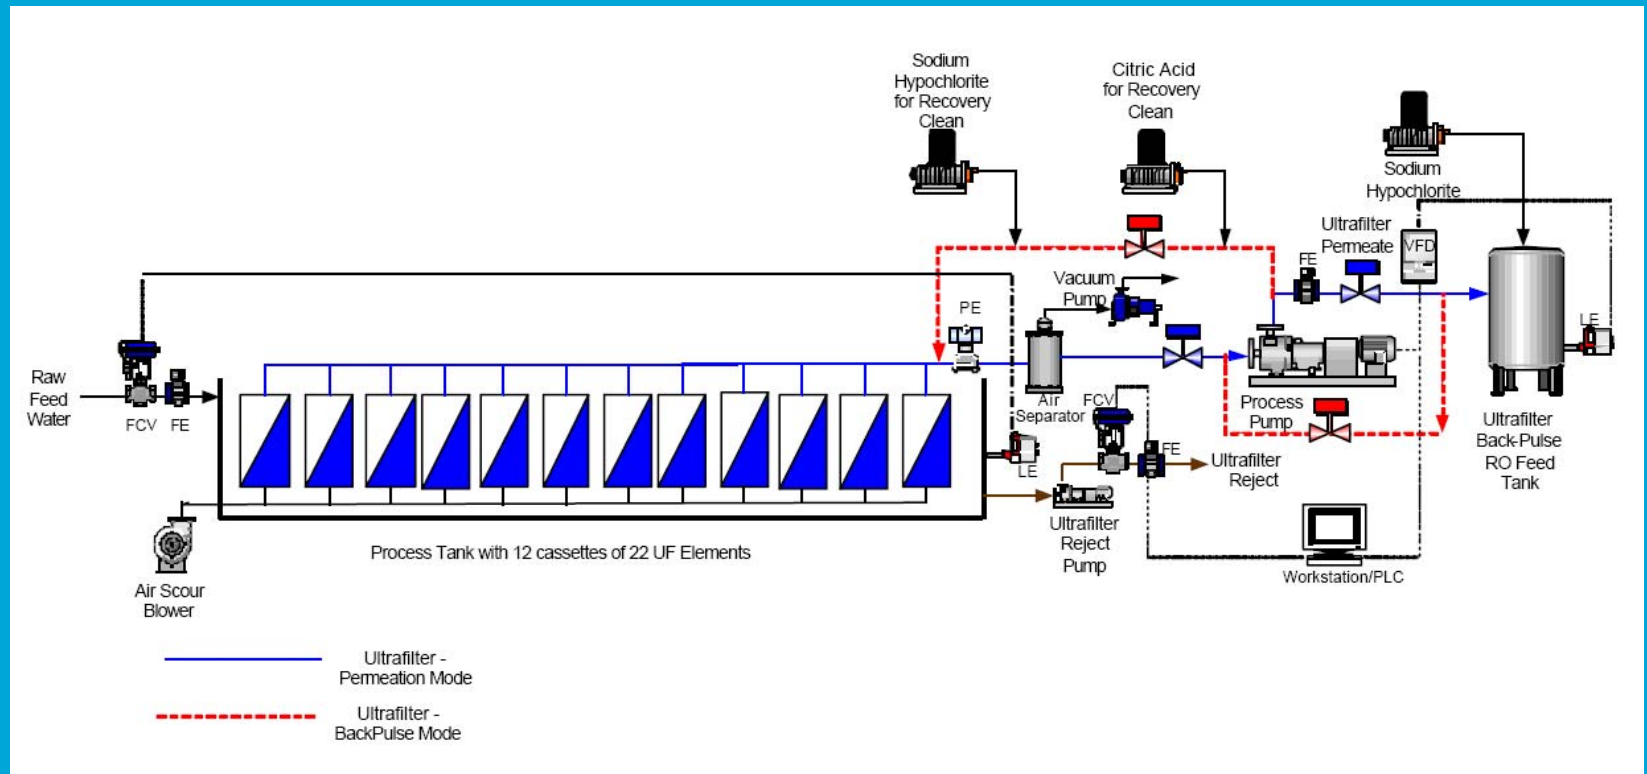 Sodium
Hypochlorite
for Recovery
Clean
Citric Acid
for Recovery
Clean
Sodium
Hypochlorite
Ultrafilter
Permeate
VFD
FE
Vacuum
Pump
PE
LE
Raw
Feed
Water
FCV
FE
Air
Separator
FCV
Process
Pump
Ultrafilter
Back-Pulse
RO Feed
Tank
LE
FE
Ultrafilter
Reject
Ultrafilter
Reject
Pump
Process Tank with 12 cassettes of 22 UF Elements
Workstation/PLC
Air Scour
Blower
Ultrafilter -
Permeation Mode
Ultrafilter -
BackPulse Mode